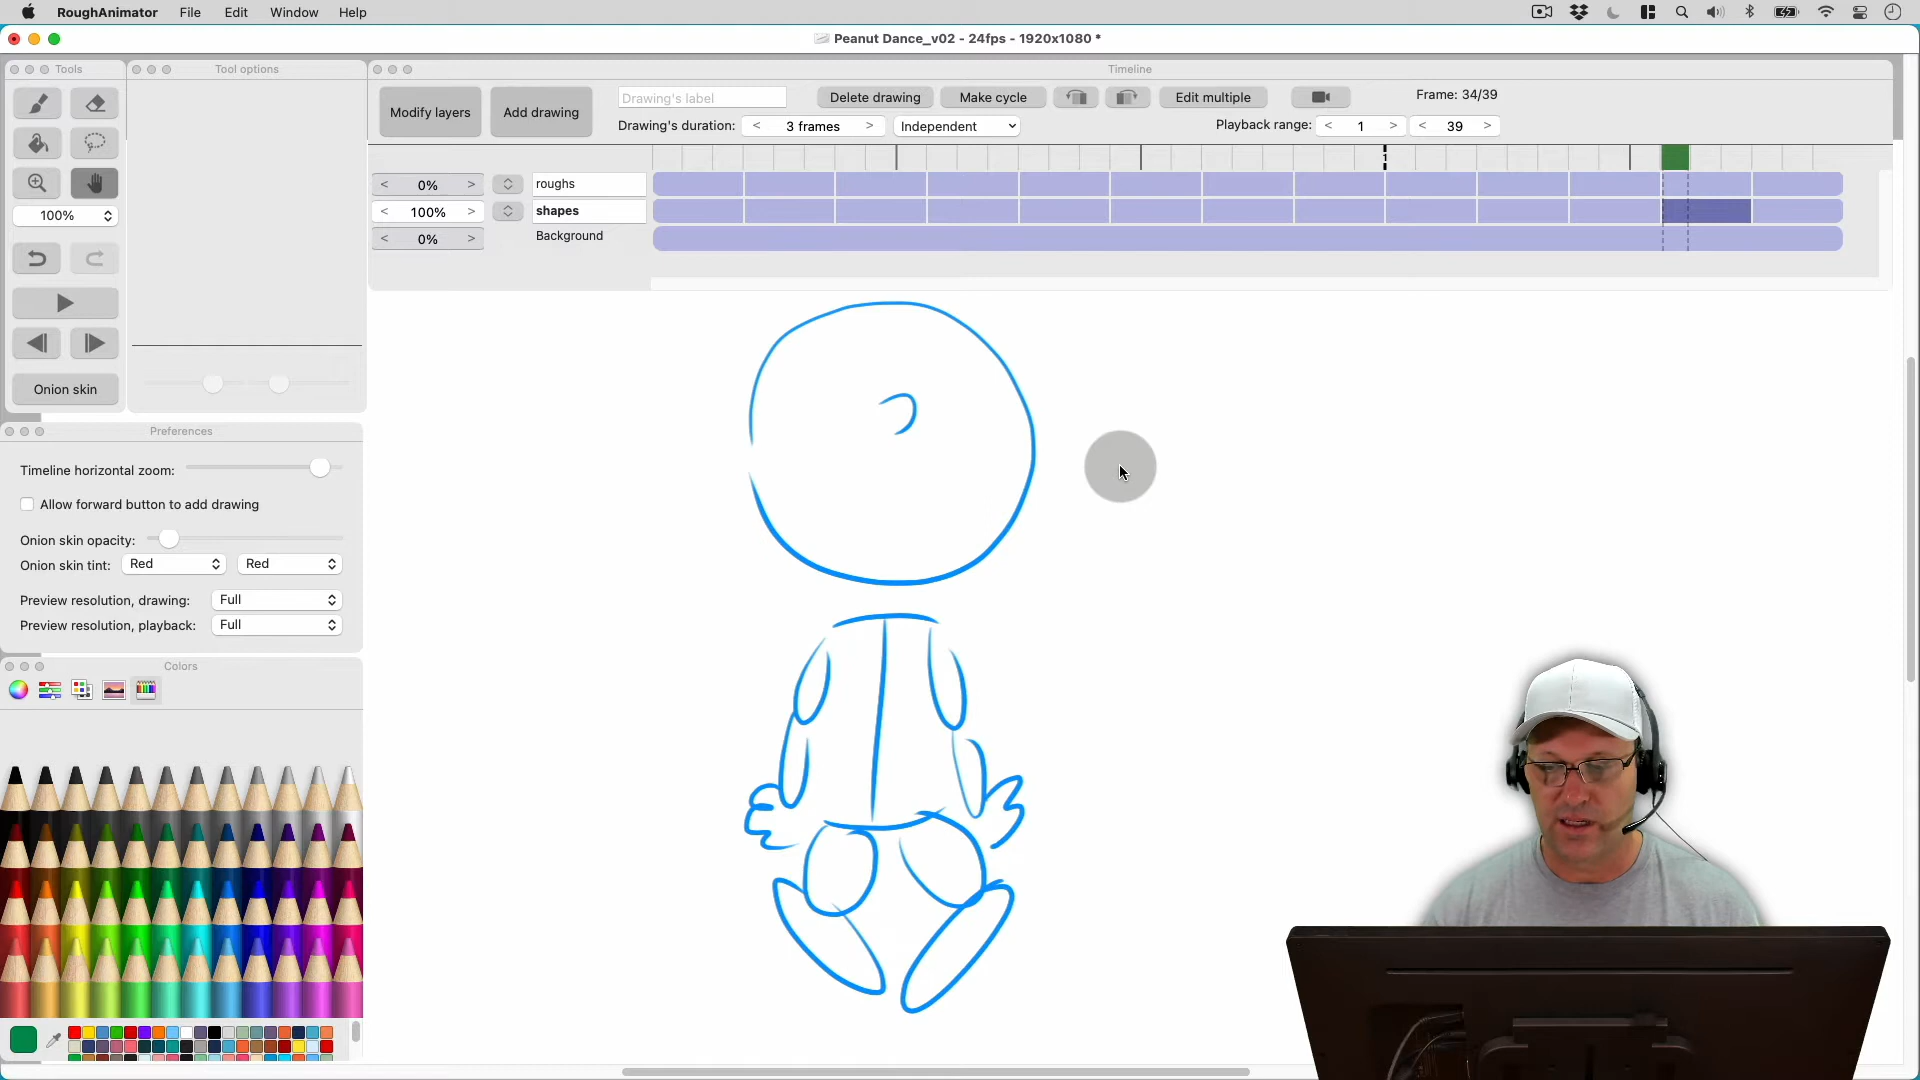 RoughAnimator File Edit Window Help
Peanut Dance_v02 - 24fps - 1920x1080 *
Tools
Tool options
Timeline
Modify layers
Add drawing
Drawing's label
Delete drawing
Make cycle
Edit multiple
Frame: 34/39
Drawing's duration: < 3 frames > Independent
Playback range: < 1 > < 39 >
1
< 0% > roughs
< 100% > shapes
< 0% > Background
100%
Onion skin
Preferences
Timeline horizontal zoom:
Allow forward button to add drawing
Onion skin opacity:
Onion skin tint: Red Red
Preview resolution, drawing: Full
Preview resolution, playback: Full
Colors